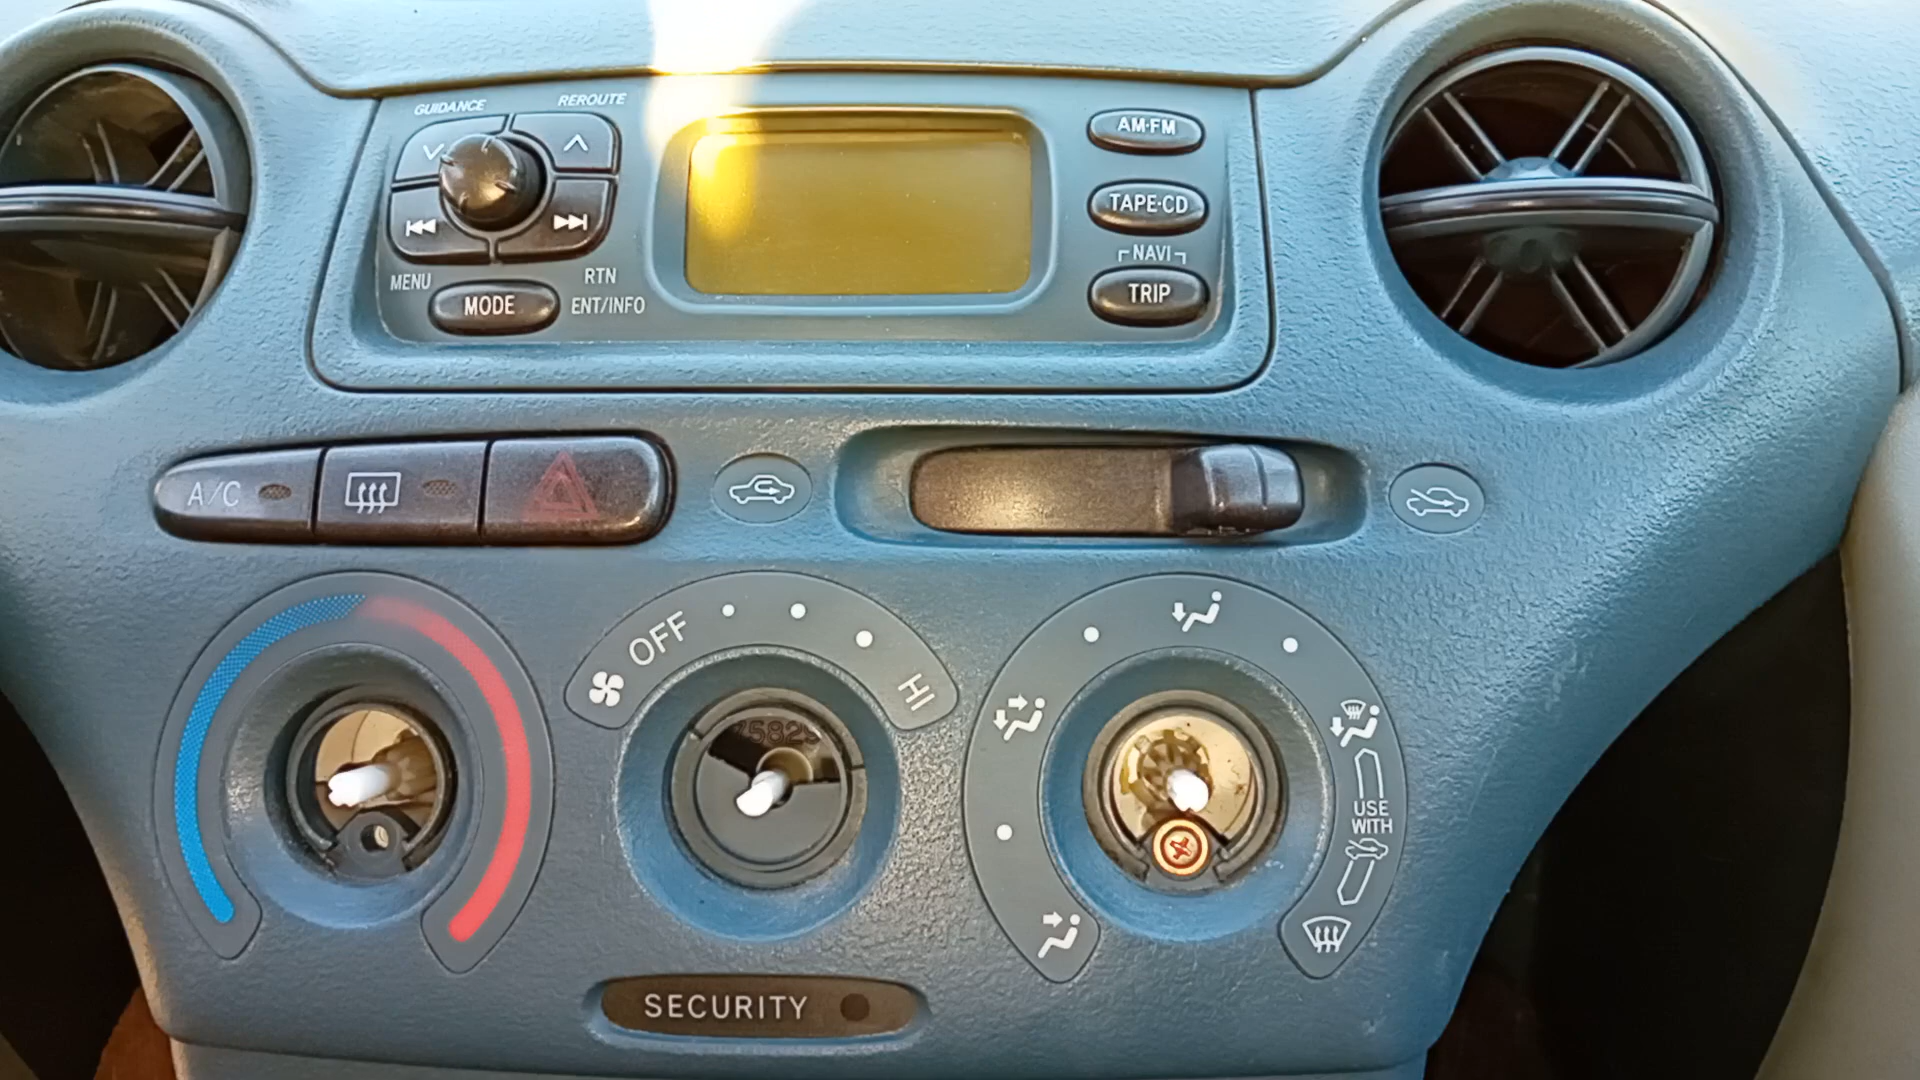 GUIDANCE
REROUTE
AM·FM
TAPE·CD
NAVI
MENU
RTN
MODE
ENT/INFO
TRIP
A/C
OFF
HI
USE
WITH
SECURITY